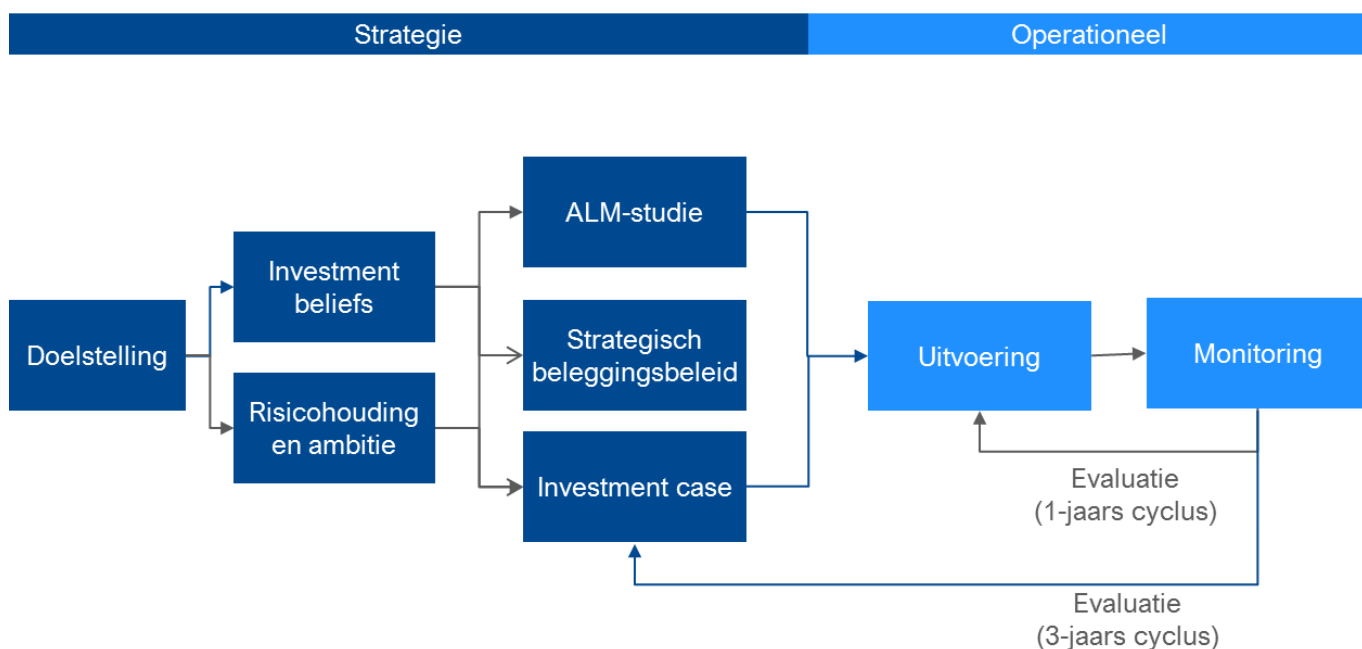 Strategie
Operationeel
Doelstelling
Investment
beliefs
Risicohouding
en ambitie
ALM-studie
Strategisch
beleggingsbeleid
Investment case
Uitvoering
Monitoring
Evaluatie
(1-jaars cyclus)
Evaluatie
(3-jaars cyclus)